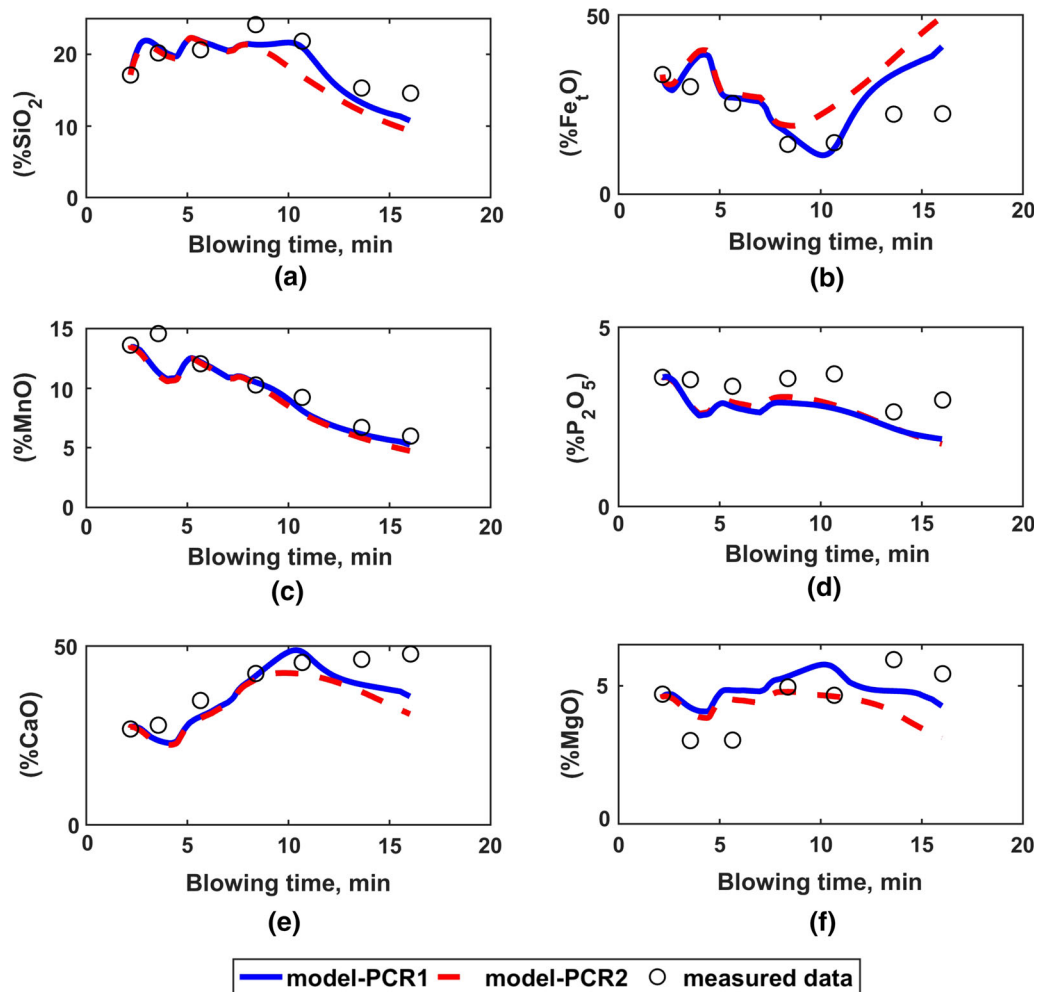 (%SiO2)
20
10
0
0 5 10 15 20
Blowing time, min
(a)
(%FetO)
50
0
0 5 10 15 20
Blowing time, min
(b)
(%MnO)
15
10
5
0
0 5 10 15 20
Blowing time, min
(c)
(%P2O5)
5
0
0 5 10 15 20
Blowing time, min
(d)
(%CaO)
50
0
0 5 10 15 20
Blowing time, min
(e)
(%MgO)
5
0
0 5 10 15 20
Blowing time, min
(f)
model-PCR1 model-PCR2 measured data